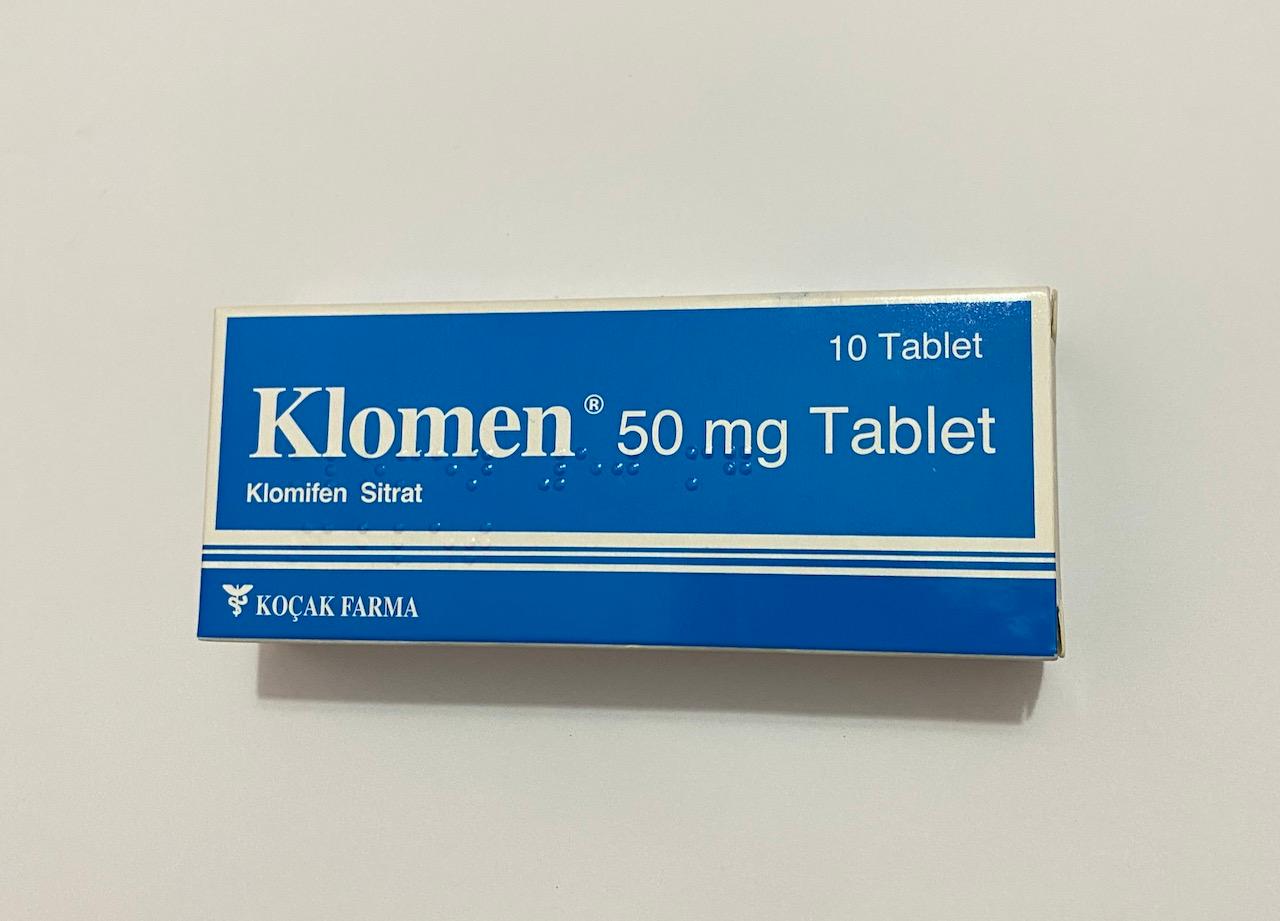 10 Tablet
Klomen® 50 mg Tablet
Klomifen Sitrat
KOÇAK FARMA